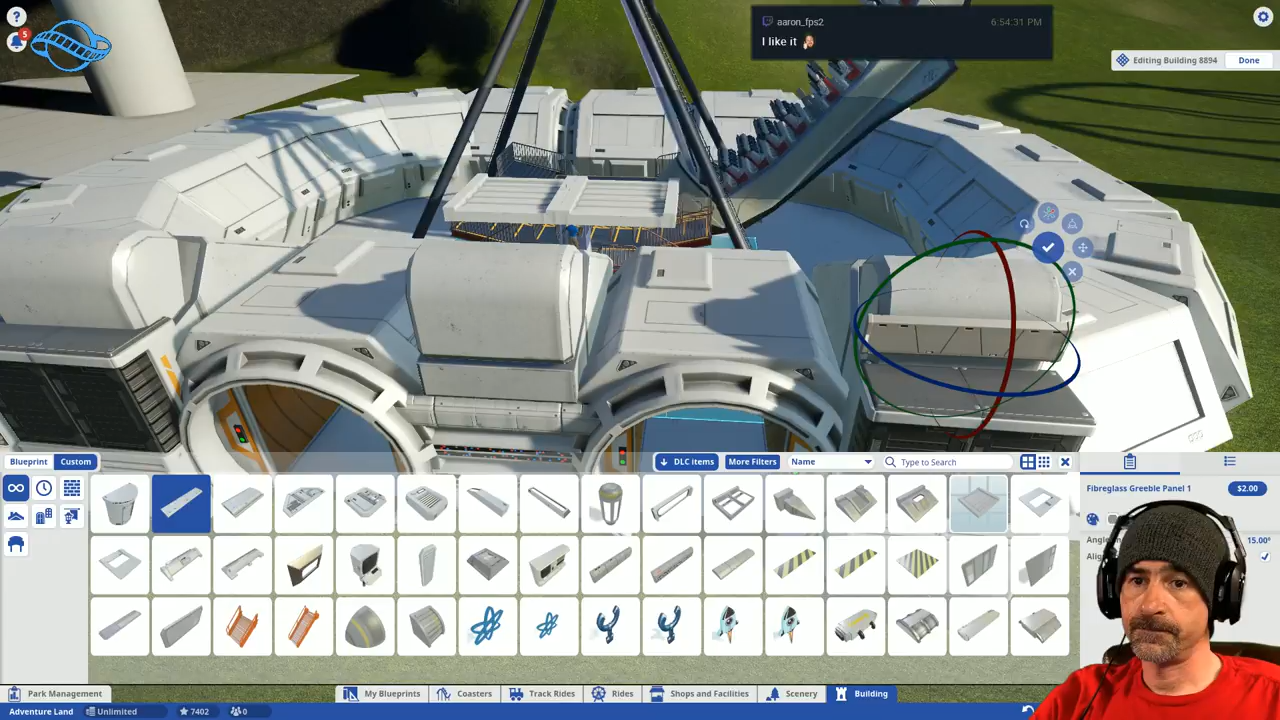 ?
5
aaron_fps2
6:54:31 PM
I like it
Editing Building 8894
Done
Blueprint
Custom
DLC items
More Filters
Name
Type to Search
Fibreglass Greeble Panel 1
$2.00
15.00°
Park Management
My Blueprints
Coasters
Track Rides
Rides
Shops and Facilities
Scenery
Building
Adventure Land
Unlimited
7402
0